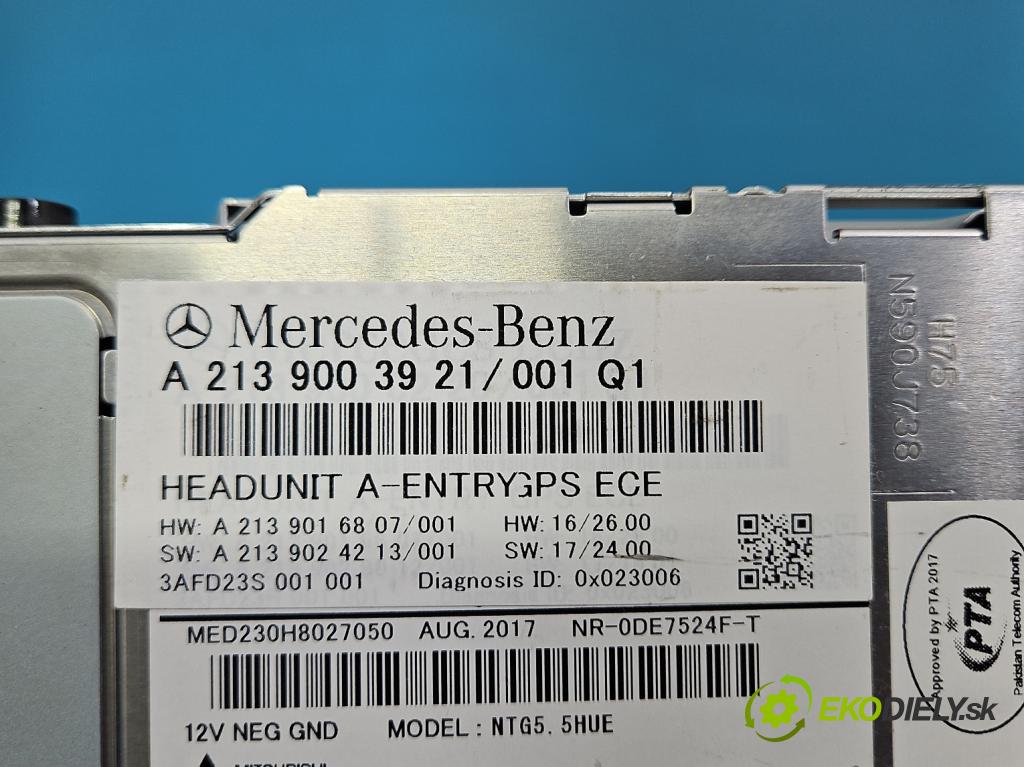 Mercedes-Benz
A 213 900 39 21/001 Q1
HEADUNIT A-ENTRYGPS ECE
HW: A 213 901 68 07/001 HW: 16/26.00
SW: A 213 902 42 13/001 SW: 17/24.00
3AFD23S 001 001 Diagnosis ID: 0x023006
MED230H8027050 AUG.2017 NR-0DE7524F-T
12V NEG GND MODEL: NTG5.5HUE
MITSUBISHI
H75
N590J738
Approved by PTA 2017
PTA
Pakistan Telecom Authority
EKODIELY.sk